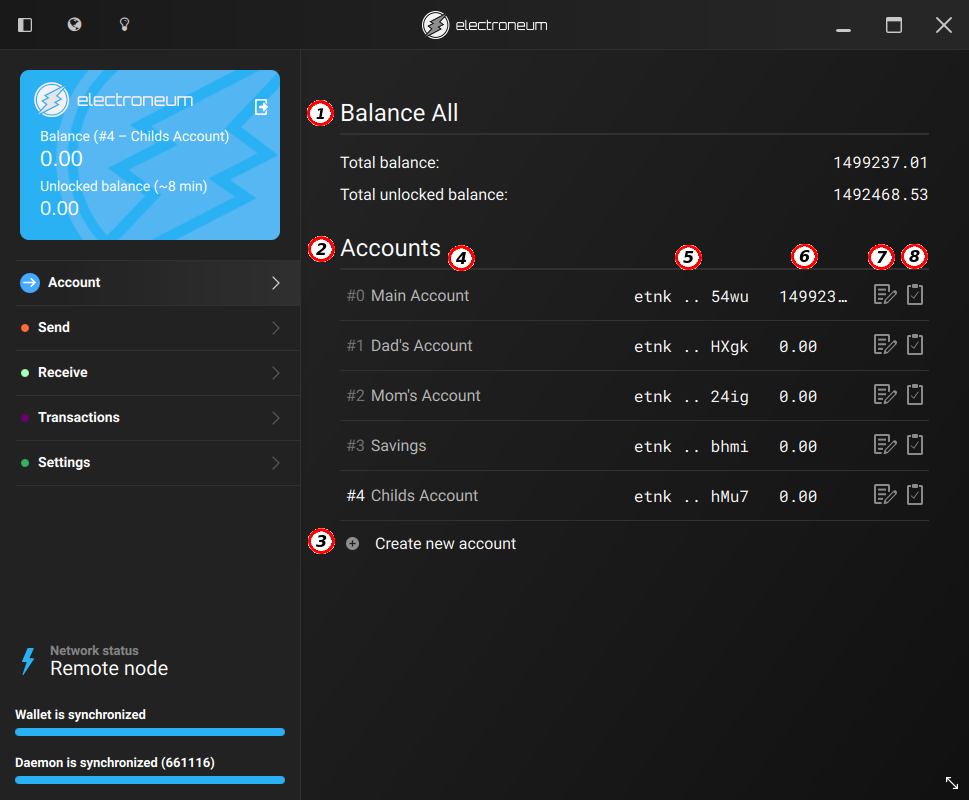 electroneum
electroneum
Balance (#4 – Childs Account)
0.00
Unlocked balance (~8 min)
0.00
Account
Send
Receive
Transactions
Settings
Network status
Remote node
Wallet is synchronized
Daemon is synchronized (661116)
1 Balance All
Total balance: 1499237.01
Total unlocked balance: 1492468.53
2 Accounts 4 5 6 7 8
#0 Main Account etnk .. 54wu 149923…
#1 Dad's Account etnk .. HXgk 0.00
#2 Mom's Account etnk .. 24ig 0.00
#3 Savings etnk .. bhmi 0.00
#4 Childs Account etnk .. hMu7 0.00
3 Create new account